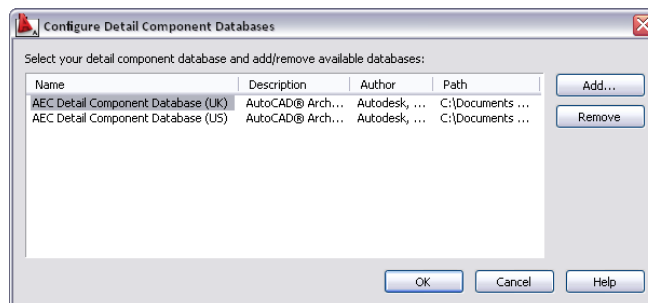 Configure Detail Component Databases
Select your detail component database and add/remove available databases:
Name Description Author Path
AEC Detail Component Database (UK) AutoCAD® Arch... Autodesk, ... C:\Documents ...
AEC Detail Component Database (US) AutoCAD® Arch... Autodesk, ... C:\Documents ...
Add...
Remove
OK Cancel Help